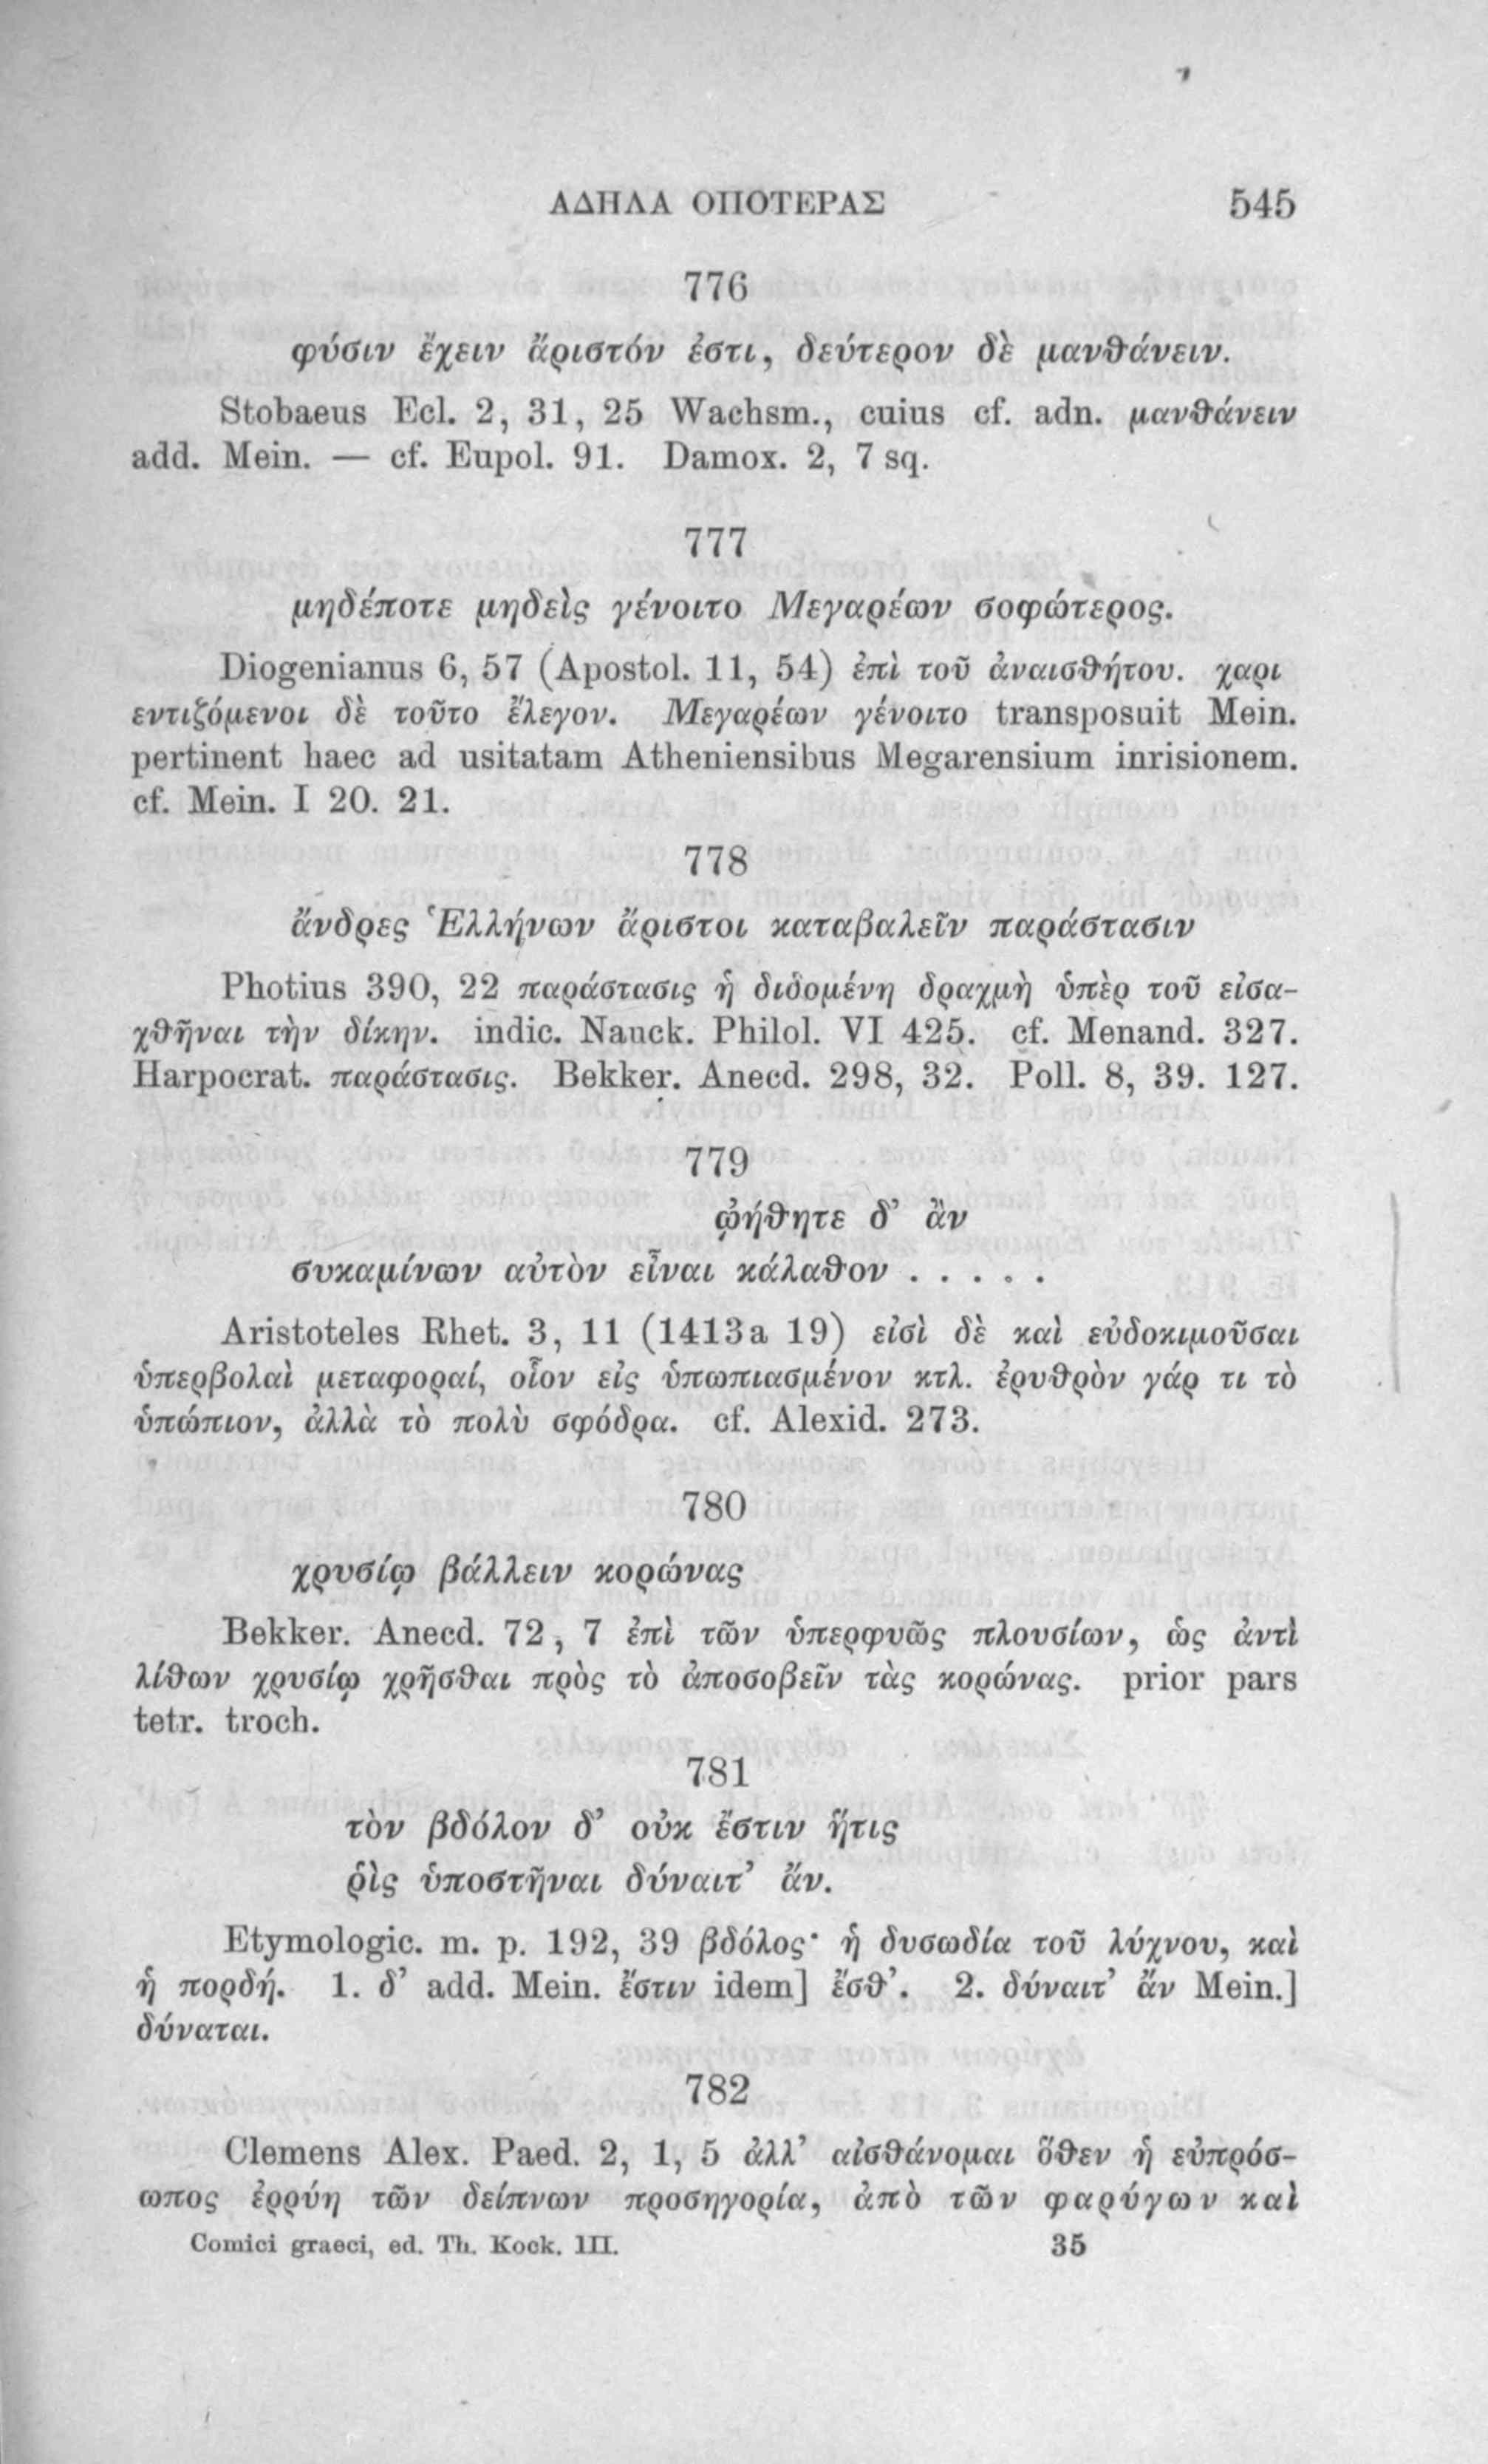 ΑΔΗΛΑ ΟΠΟΤΕΡΑΣ 545
776
φύσιν ἔχειν ἄριστόν ἐστι, δεύτερον δὲ μανθάνειν.
Stobaeus Ecl. 2, 31, 25 Wachsm., cuius cf. adn. μανθάνειν
add. Mein. — cf. Eupol. 91. Damox. 2, 7 sq.
777
μηδέποτε μηδεὶς γένοιτο Μεγαρέων σοφώτερος.
Diogenianus 6, 57 (Apostol. 11, 54) ἐπὶ τοῦ ἀναισθήτου. χαρι
εντιζόμενοι δὲ τοῦτο ἔλεγον. Μεγαρέων γένοιτο transposuit Mein.
pertinent haec ad usitatam Atheniensibus Megarensium inrisionem.
cf. Mein. I 20. 21.
778
ἄνδρες Ἑλλήνων ἄριστοι καταβαλεῖν παράστασιν
Photius 390, 22 παράστασις ἡ διδομένη δραχμὴ ὑπὲρ τοῦ εἰσα-
χθῆναι τὴν δίκην. indic. Nauck. Philol. VI 425. cf. Menand. 327.
Harpocrat. παράστασις. Bekker. Anecd. 298, 32. Poll. 8, 39. 127.
779
ᾠήθητε δ’ ἂν
συκαμίνων αὐτὸν εἶναι κάλαθον . . . . .
Aristoteles Rhet. 3, 11 (1413a 19) εἰσὶ δὲ καὶ εὐδοκιμοῦσαι
ὑπερβολαὶ μεταφοραί, οἷον εἰς ὑπωπιασμένον κτλ. ἐρυθρὸν γάρ τι τὸ
ὑπώπιον, ἀλλὰ τὸ πολὺ σφόδρα. cf. Alexid. 273.
780
χρυσίῳ βάλλειν κορώνας
Bekker. Anecd. 72, 7 ἐπὶ τῶν ὑπερφυῶς πλουσίων, ὡς ἀντὶ
λίθων χρυσίῳ χρῆσθαι πρὸς τὸ ἀποσοβεῖν τὰς κορώνας. prior pars
tetr. troch.
781
τὸν βδόλον δ’ οὐκ ἔστιν ἥτις
ῥὶς ὑποστῆναι δύναιτ’ ἄν.
Etymologic. m. p. 192, 39 βδόλος· ἡ δυσωδία τοῦ λύχνου, καὶ
ἡ πορδή. 1. δ’ add. Mein. ἔστιν idem] ἔσθ’. 2. δύναιτ’ ἄν Mein.]
δύναται.
782
Clemens Alex. Paed. 2, 1, 5 ἀλλ’ αἰσθάνομαι ὅθεν ἡ εὐπρόσ-
ωπος ἐρρύη τῶν δείπνων προσηγορία, ἀπὸ τῶν φαρύγων καὶ
Comici graeci, ed. Th. Kock. III. 35